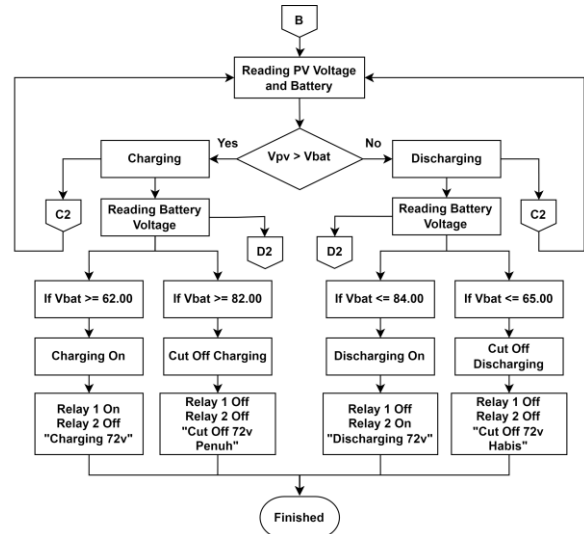 B
Reading PV Voltage
and Battery
Yes
Vpv > Vbat
No
Charging
Discharging
C2
Reading Battery
Voltage
D2
D2
Reading Battery
Voltage
C2
If Vbat >= 62.00
If Vbat >= 82.00
If Vbat <= 84.00
If Vbat <= 65.00
Charging On
Cut Off Charging
Discharging On
Cut Off
Discharging
Relay 1 On
Relay 2 Off
"Charging 72v"
Relay 1 Off
Relay 2 Off
"Cut Off 72v
Penuh"
Relay 1 Off
Relay 2 On
"Discharging 72v"
Relay 1 Off
Relay 2 Off
"Cut Off 72v
Habis"
Finished